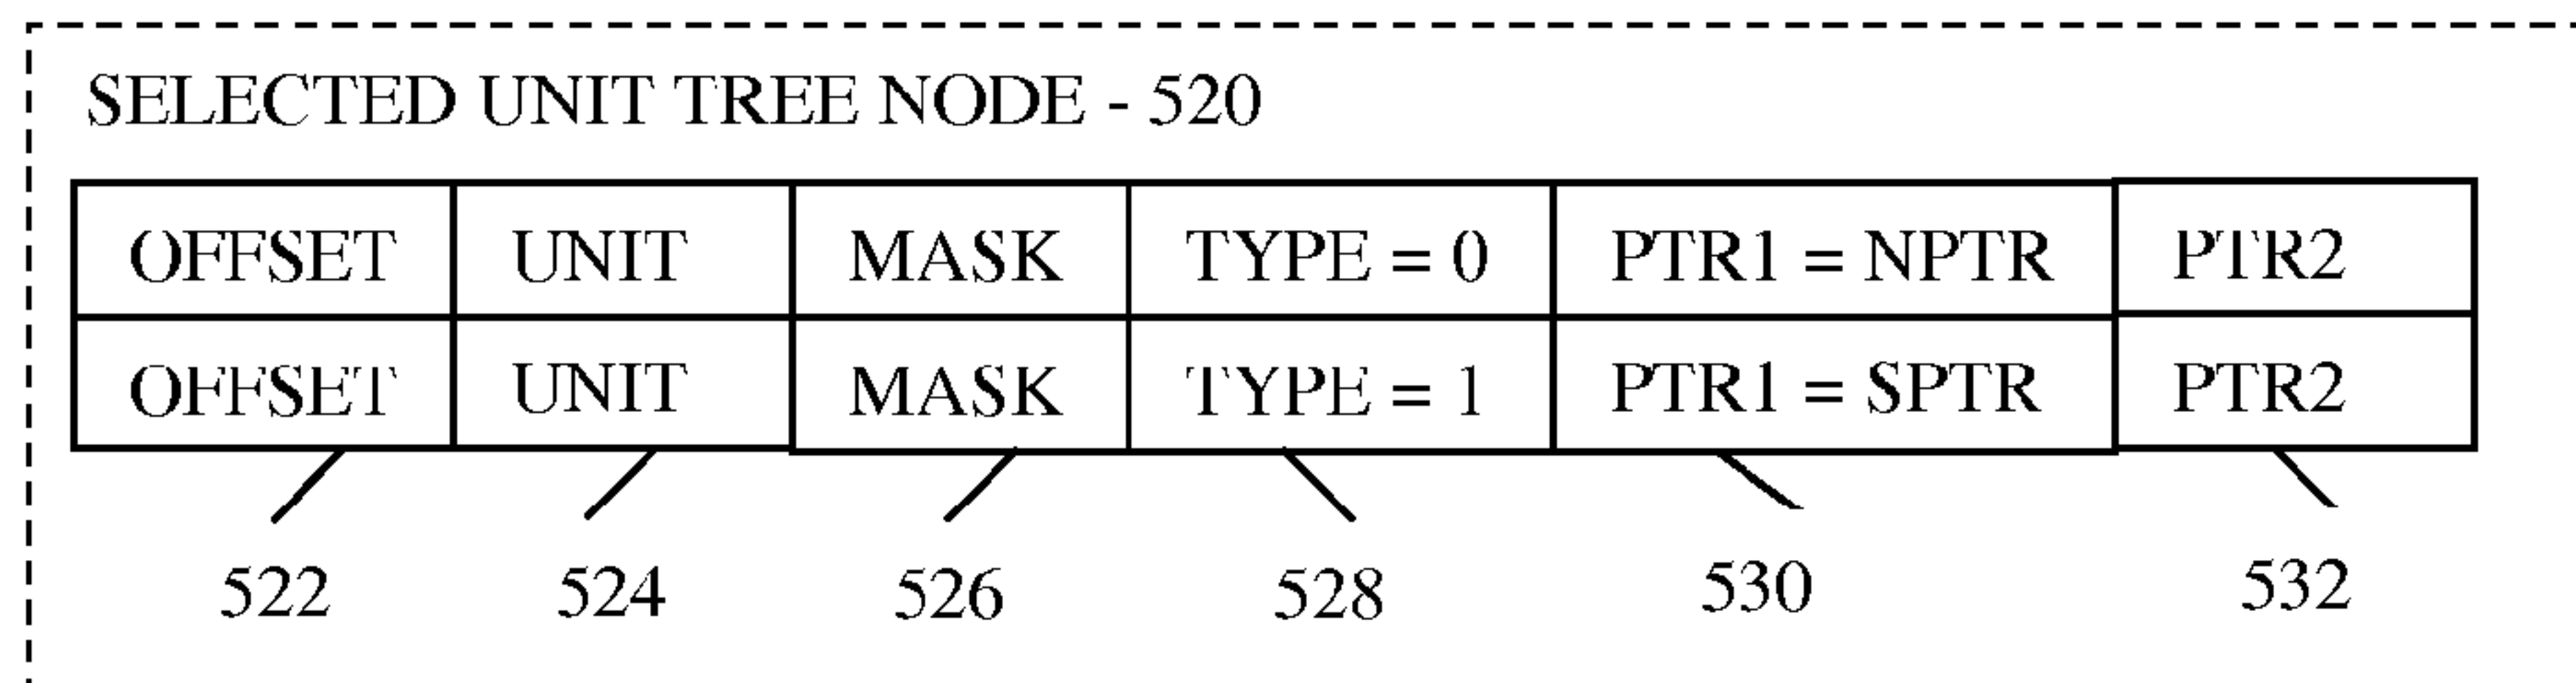 SELECTED UNIT TREE NODE - 520
OFFSET UNIT MASK TYPE = 0 PTR1 = NPTR PTR2
OFFSET UNIT MASK TYPE = 1 PTR1 = SPTR PTR2
522 524 526 528 530 532